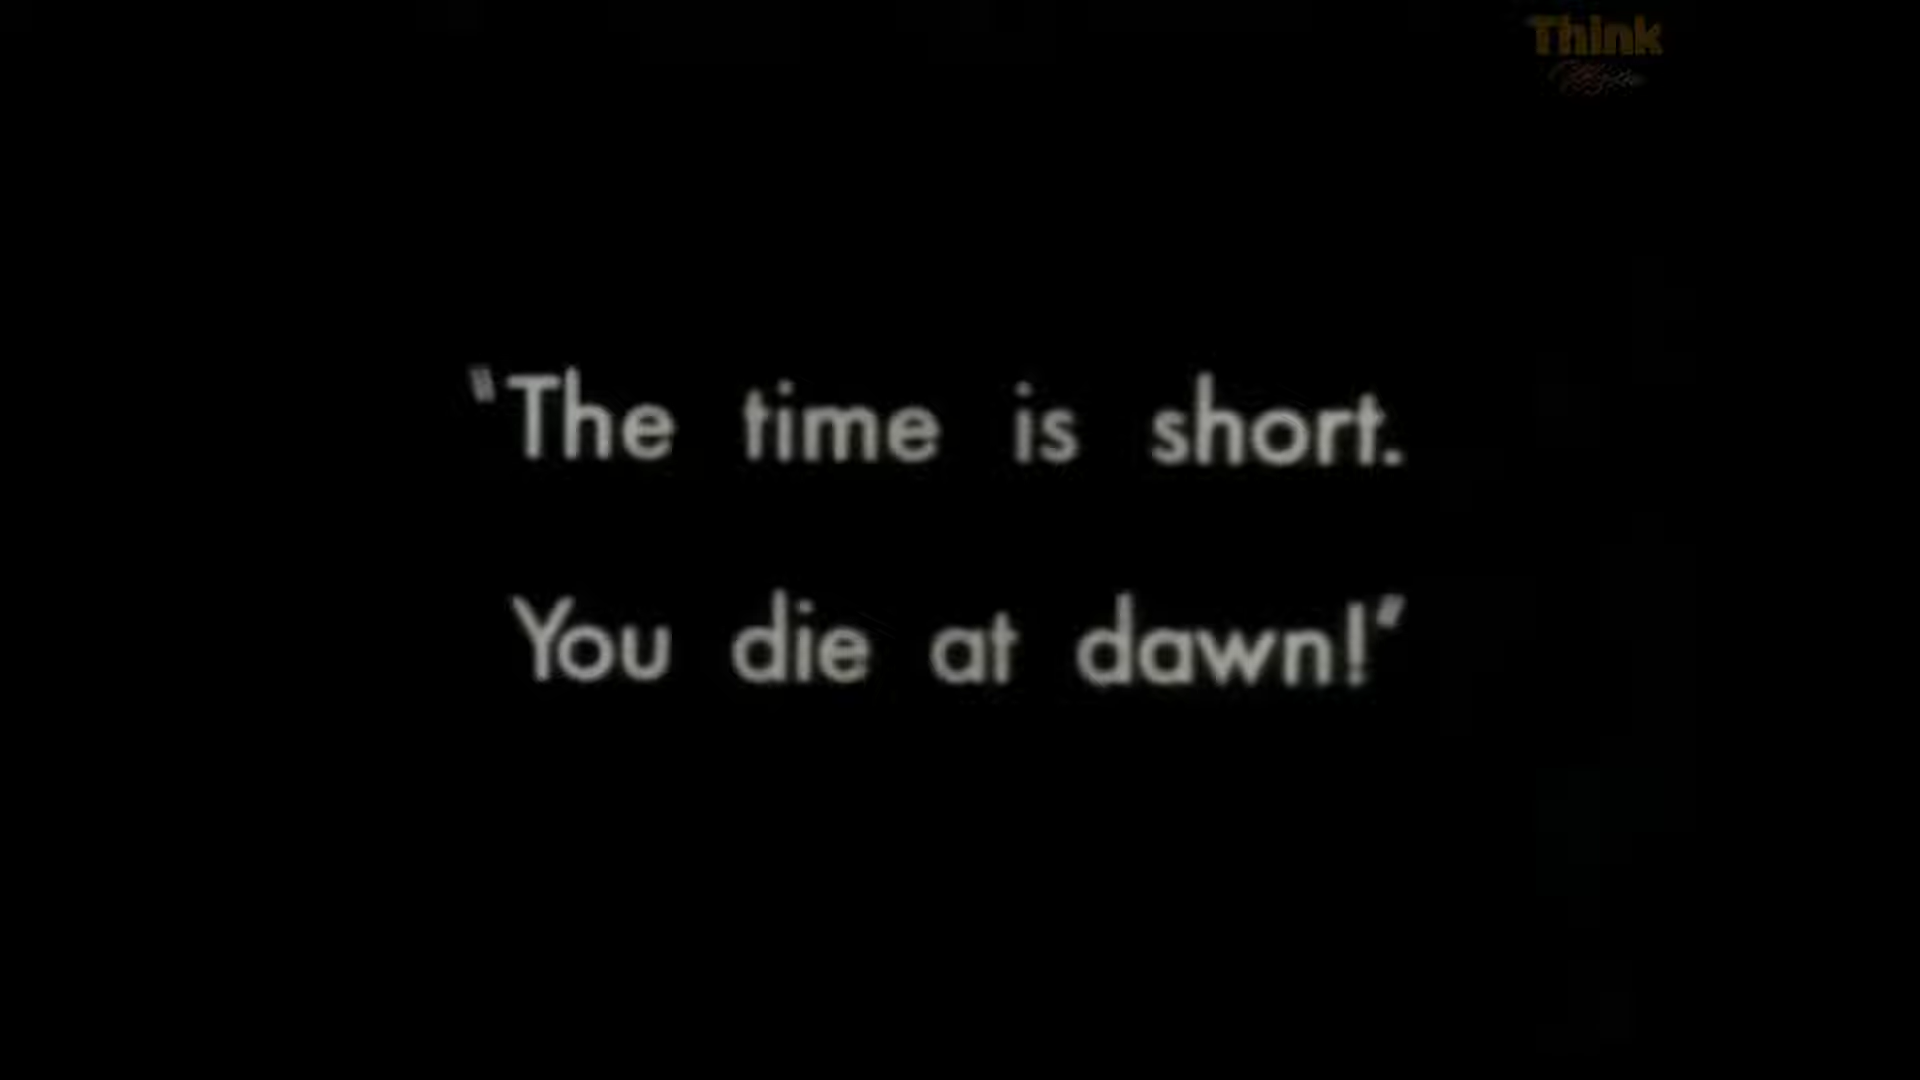 Think
"The time is short.
You die at dawn!"